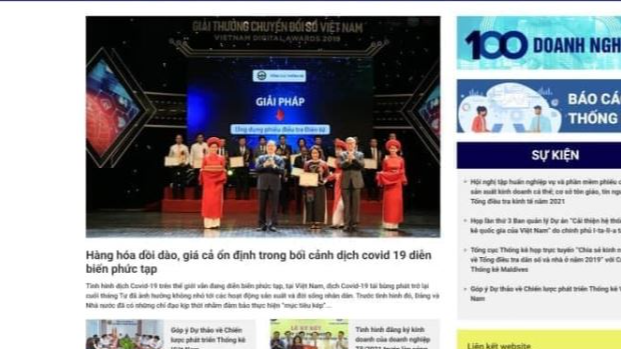 GIẢI THƯỞNG CHUYỂN ĐỔI SỐ VIỆT NAM
VIETNAM DIGITAL AWARDS 2019
GIẢI PHÁP
Ứng dụng phiếu điều tra Điện tử
Hàng hóa dồi dào, giá cả ổn định trong bối cảnh dịch covid 19 diễn
biến phức tạp
Tình hình dịch Covid-19 trên thế giới vẫn đang diễn biến phức tạp, tại Việt Nam, dịch Covid-19 tái bùng phát trở lại
cuối tháng Tư đã ảnh hưởng không nhỏ tới các hoạt động sản xuất và đời sống nhân dân. Trước tình hình đó, Đảng và
Nhà nước đã có những chỉ đạo kịp thời nhằm đảm bảo thực hiện "mục tiêu kép"...
Góp ý Dự thảo về Chiến
lược phát triển Thống kê
Tình hình đăng ký kinh
doanh của doanh nghiệp
100 DOANH NGH
BÁO CÁ
THỐNG
SỰ KIỆN
Hội nghị tập huấn nghiệp vụ và phần mềm phiếu
sản xuất kinh doanh cá thể; cơ sở tôn giáo, tín ng
Tổng điều tra kinh tế năm 2021
Họp lần thứ 3 Ban quản lý Dự án "Cải thiện hệ thố
kê quốc gia của Việt Nam" do chính phủ I-ta-li-a t
Tổng cục Thống kê họp trực tuyến "Chia sẻ kinh n
về Tổng điều tra dân số và nhà ở năm 2019" với C
Thống kê Maldives
Góp ý Dự thảo về Chiến lược phát triển Thống kê V
Nam
Liên kết website